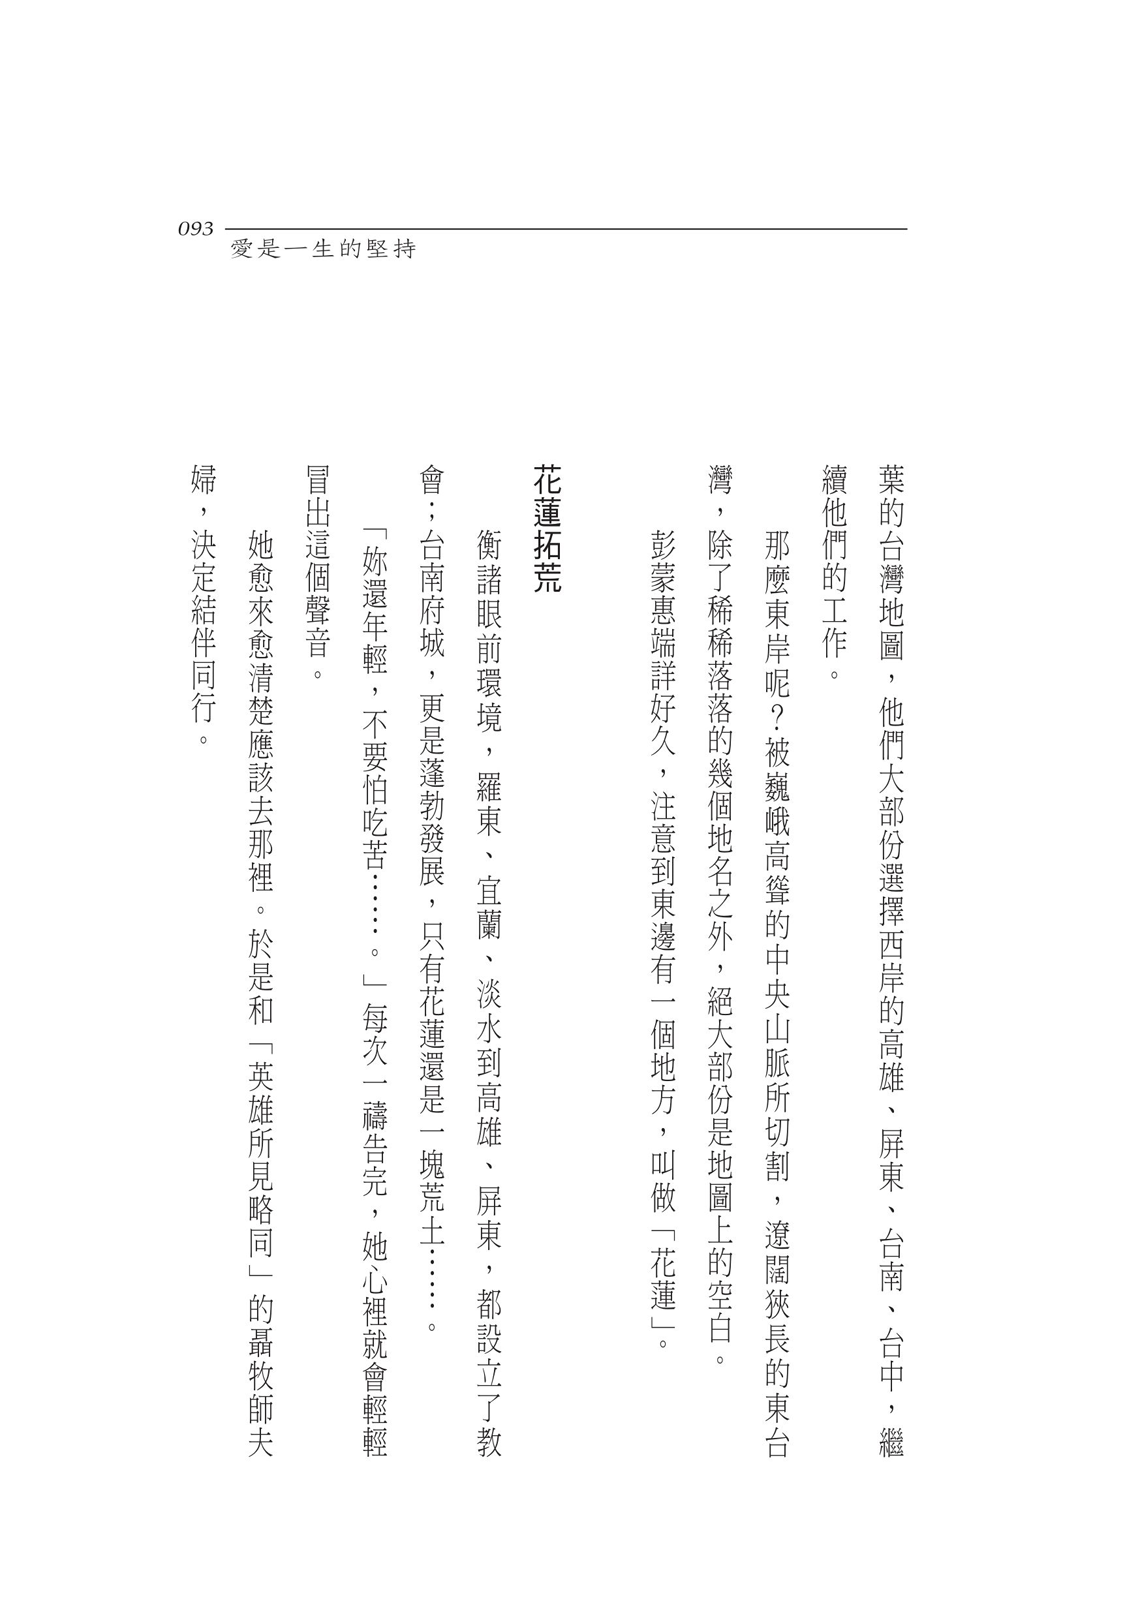 093
愛是一生的堅持
葉的台灣地圖，他們大部份選擇西岸的高雄、屏東、台南、台中，繼
續他們的工作。
那麼東岸呢？被巍峨高聳的中央山脈所切割，遼闊狹長的東台
灣，除了稀稀落落的幾個地名之外，絕大部份是地圖上的空白。
彭蒙惠端詳好久，注意到東邊有一個地方，叫做「花蓮」。
花蓮拓荒
衡諸眼前環境，羅東、宜蘭、淡水到高雄、屏東，都設立了教
會；台南府城，更是蓬勃發展，只有花蓮還是一塊荒土……。
「妳還年輕，不要怕吃苦……。」每次一禱告完，她心裡就會輕輕
冒出這個聲音。
她愈來愈清楚應該去那裡。於是和「英雄所見略同」的聶牧師夫
婦，決定結伴同行。